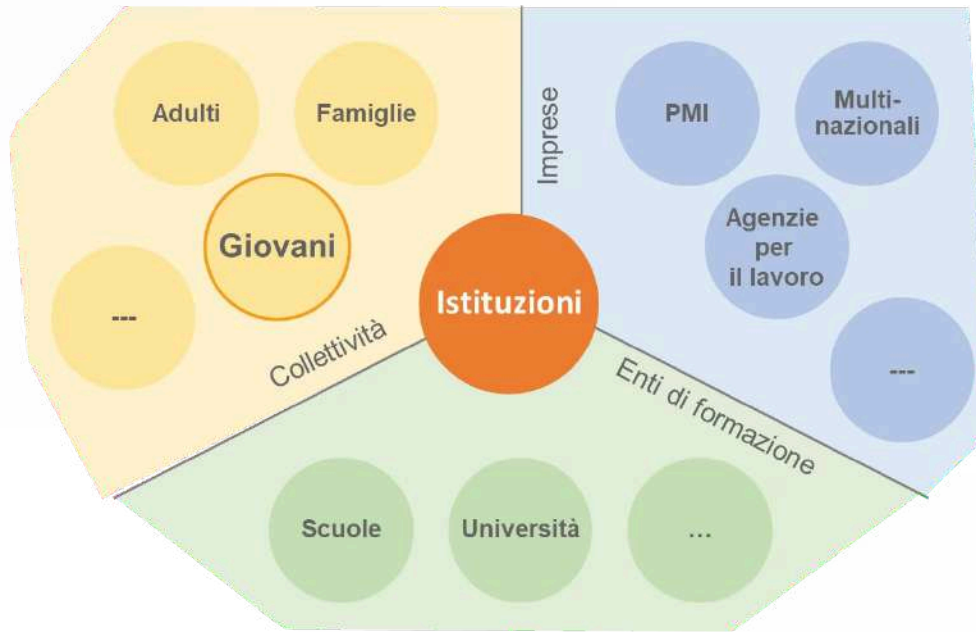 Adulti
Famiglie
Giovani
---
Collettività
Imprese
PMI
Multi-
nazionali
Agenzie
per
il lavoro
---
Istituzioni
Enti di formazione
Scuole
Università
...